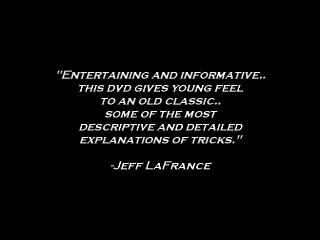 "Entertaining and informative..
this dvd gives young feel
to an old classic..
some of the most
descriptive and detailed
explanations of tricks."
-Jeff LaFrance